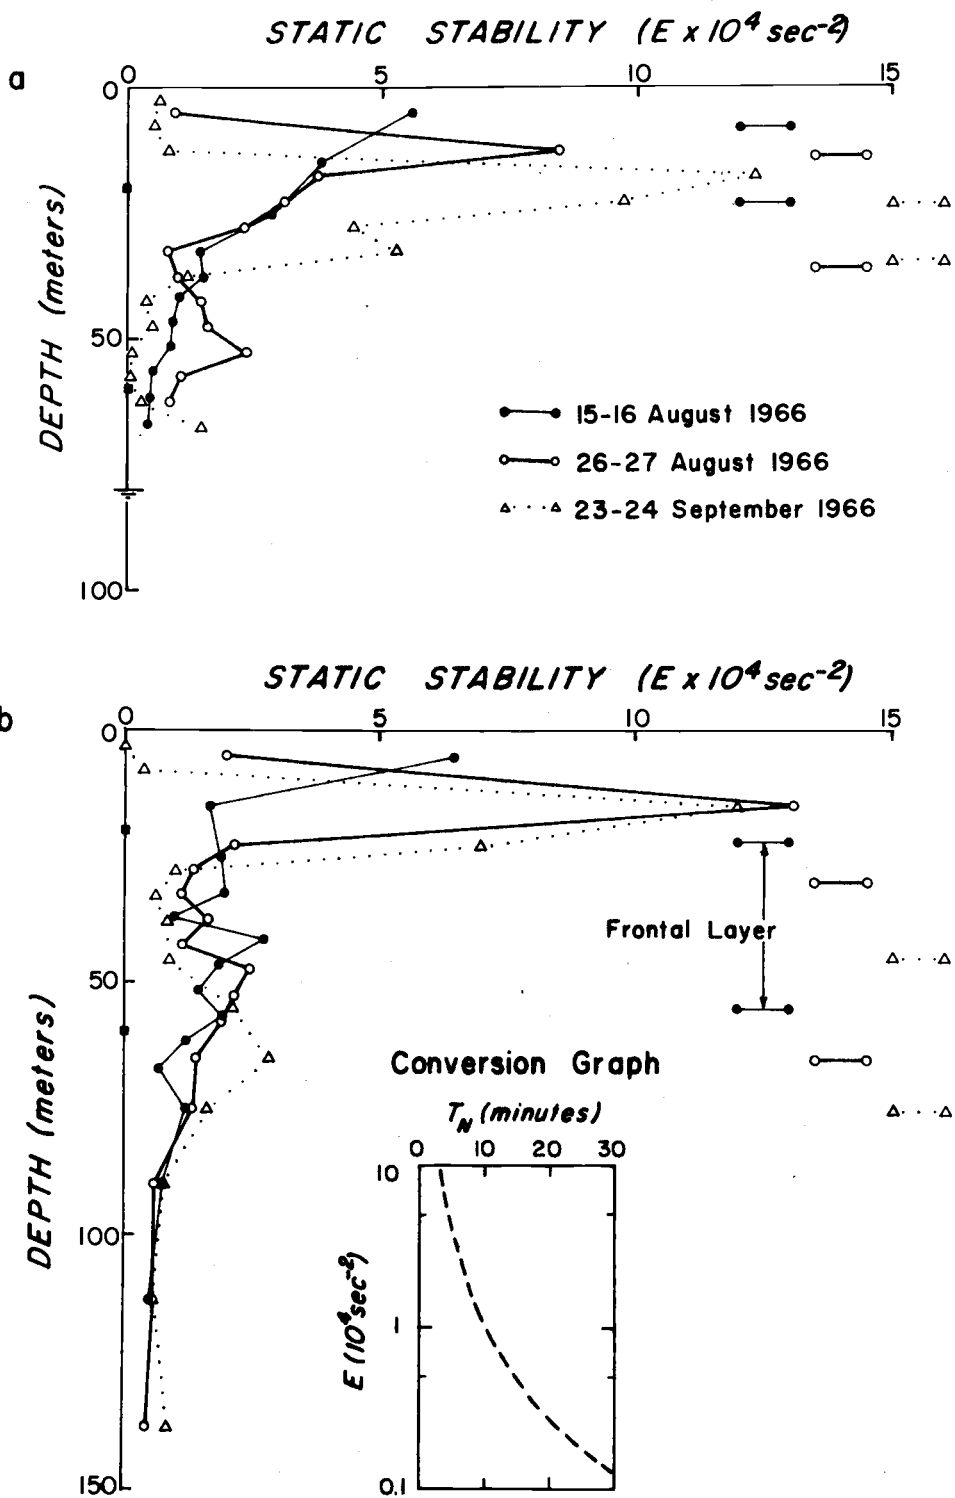 STATIC STABILITY (E x 10⁴ sec⁻²)
a
0 5 10 15
0
50
100
DEPTH (meters)
15-16 August 1966
26-27 August 1966
23-24 September 1966
STATIC STABILITY (E x 10⁴ sec⁻²)
b
0 5 10 15
0
50
100
150
DEPTH (meters)
Frontal Layer
Conversion Graph
T_N (minutes)
0 10 20 30
10
1
0.1
E (10⁴ sec⁻²)